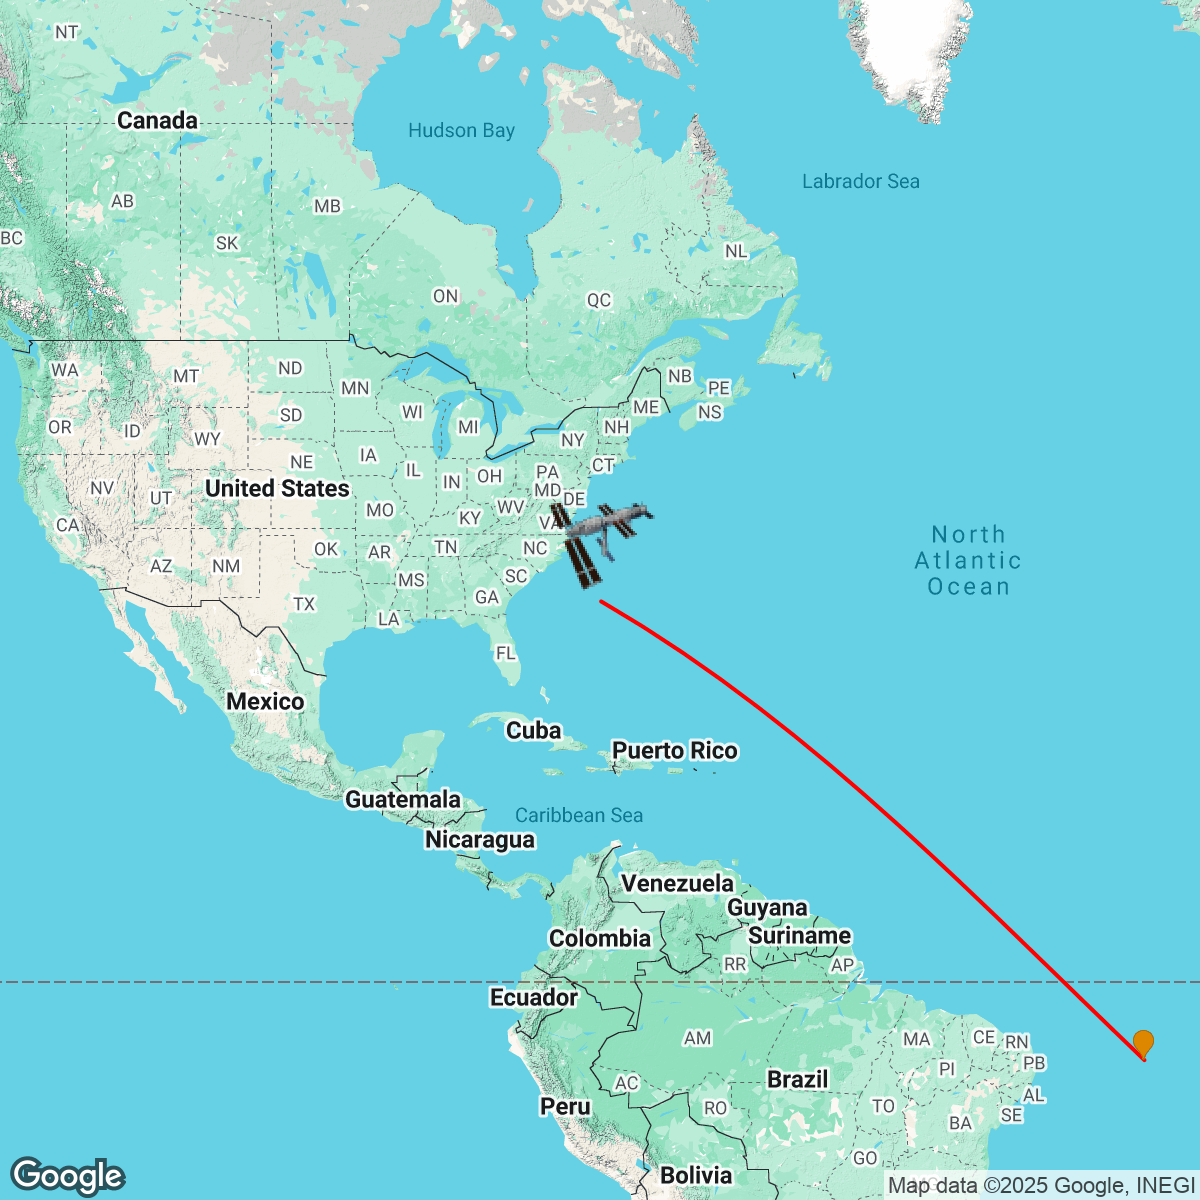 NT
Canada
Hudson Bay
Labrador Sea
AB
MB
BC
SK
NL
ON
QC
WA
MT
ND
MN
NB
PE
OR
ID
SD
WI
MI
ME
NS
WY
NY
NH
IA
NE
IL
IN
OH
PA
CT
NV
UT
United States
MD
DE
CA
MO
KY
WV
VA
AZ
NM
OK
AR
TN
NC
MS
SC
TX
GA
LA
FL
North
Atlantic
Ocean
Mexico
Cuba
Puerto Rico
Guatemala
Caribbean Sea
Nicaragua
Venezuela
Guyana
Colombia
Suriname
RR
AP
Ecuador
AM
MA
CE
RN
PI
PB
AC
Brazil
AL
Peru
RO
TO
SE
BA
GO
Bolivia
Google
Map data ©2025 Google, INEGI